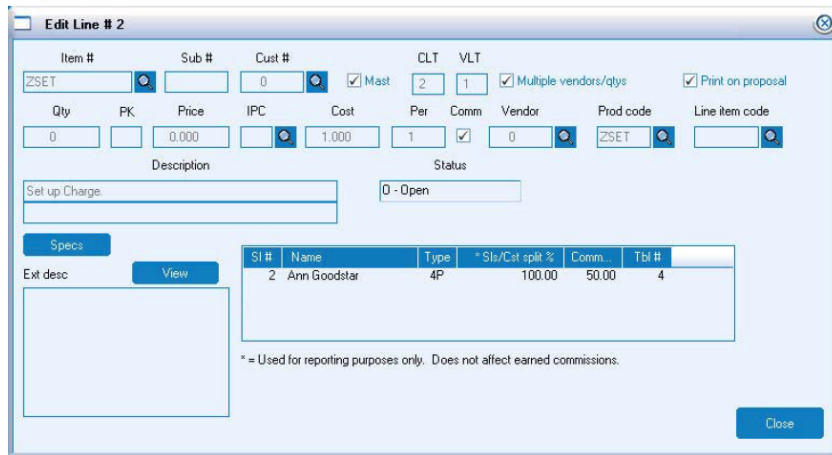 Edit Line # 2
Item # Sub # Cust # CLT VLT
ZSET 0 Mast 2 1 Multiple vendors/qtys Print on proposal
Qty PK Price IPC Cost Per Comm Vendor Prod code Line item code
0 0.000 1.000 1 0 ZSET
Description Status
Set up Charge. O - Open
Specs
Ext desc View
Sl # Name Type * Sls/Cst split % Comm... Tbl #
2 Ann Goodstar 4P 100.00 50.00 4
* = Used for reporting purposes only. Does not affect earned commissions.
Close